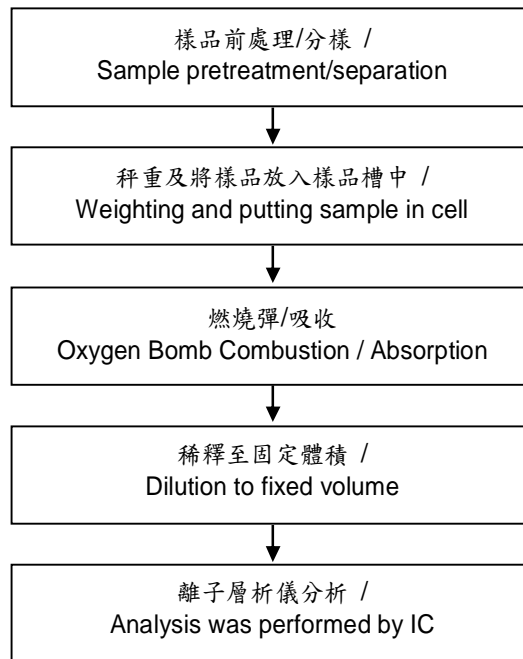 樣品前處理/分樣 /
Sample pretreatment/separation
秤重及將樣品放入樣品槽中 /
Weighting and putting sample in cell
燃燒彈/吸收
Oxygen Bomb Combustion / Absorption
稀釋至固定體積 /
Dilution to fixed volume
離子層析儀分析 /
Analysis was performed by IC